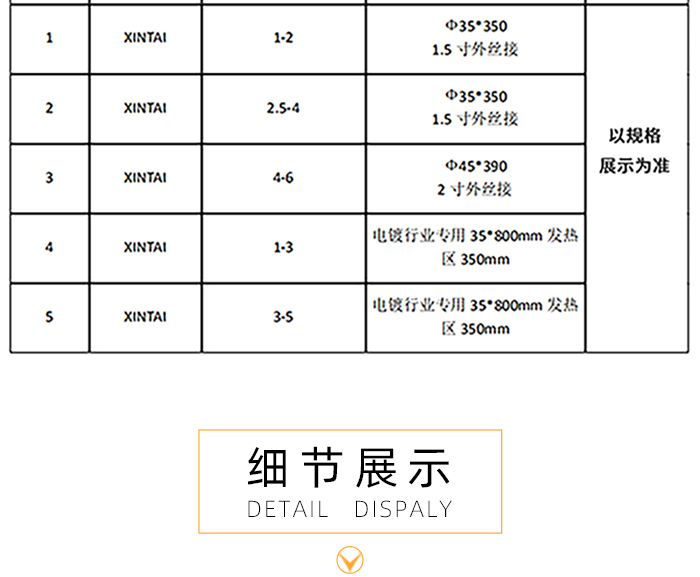 1 XINTAI 1-2 Φ35*350
1.5 寸外丝接
2 XINTAI 2.5-4 Φ35*350
1.5 寸外丝接
以规格
展示为准
3 XINTAI 4-6 Φ45*390
2 寸外丝接
4 XINTAI 1-3 电镀行业专用 35*800mm 发热
区 350mm
5 XINTAI 3-5 电镀行业专用 35*800mm 发热
区 350mm
细节展示
DETAIL DISPALY